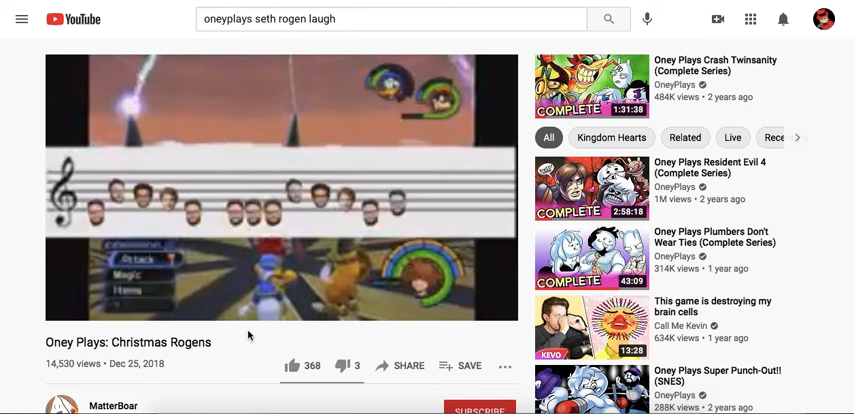 YouTube
oneyplays seth rogen laugh
Attack
Magic
Items
Oney Plays: Christmas Rogens
14,530 views • Dec 25, 2018
368
3
SHARE
SAVE
MatterBoar
SUBSCRIBE
Oney Plays Crash Twinsanity
(Complete Series)
OneyPlays
484K views • 2 years ago
COMPLETE
1:31:38
All
Kingdom Hearts
Related
Live
Rece
Oney Plays Resident Evil 4
(Complete Series)
OneyPlays
1M views • 2 years ago
COMPLETE
2:58:18
Oney Plays Plumbers Don't
Wear Ties (Complete Series)
OneyPlays
314K views • 1 year ago
COMPLETE
43:09
This game is destroying my
brain cells
Call Me Kevin
634K views • 1 year ago
KEVO
13:28
Oney Plays Super Punch-Out!!
(SNES)
OneyPlays
288K views • 2 years ago